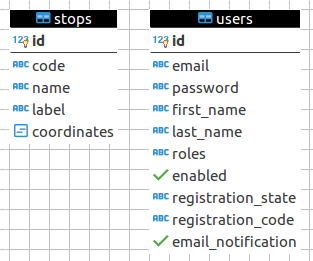 stops
123 id
ABC code
ABC name
ABC label
coordinates
users
123 id
ABC email
ABC password
ABC first_name
ABC last_name
ABC roles
enabled
ABC registration_state
ABC registration_code
email_notification